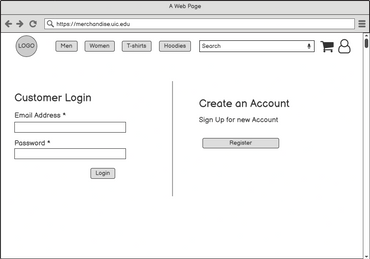 A Web Page
https://merchondise.uic.edu
LOGO
Men
Women
T-shirts
Hoodies
Search
Customer Login
Email Address *
Password *
Login
Create an Account
Sign Up for new Account
Register